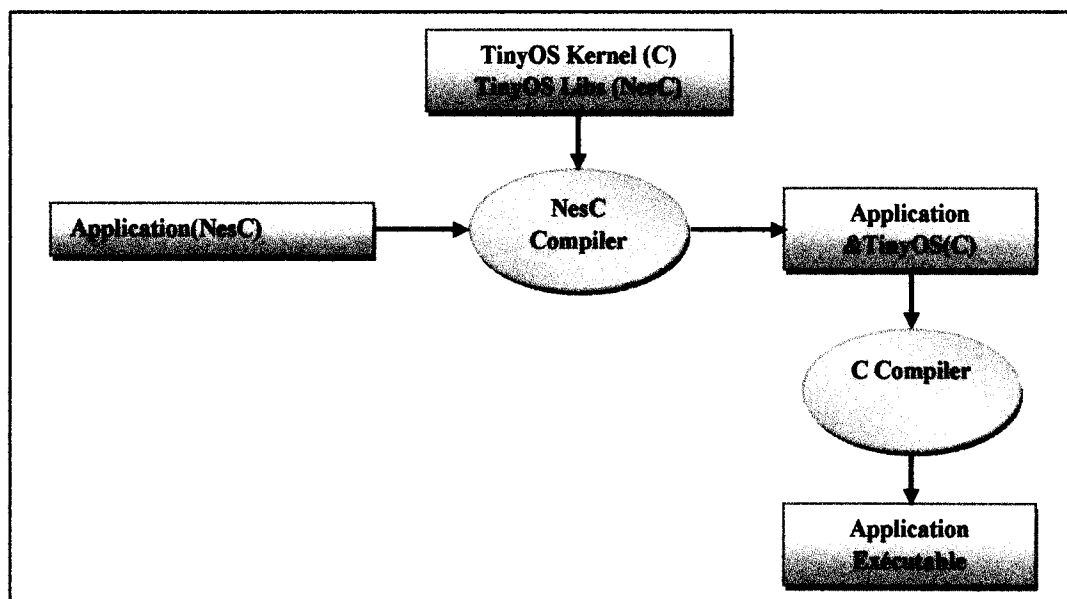 TinyOS Kernel (C)
TinyOS Libs (NesC)
Application(NesC)
NesC
Compiler
Application
&TinyOS(C)
C Compiler
Application
Exécutable